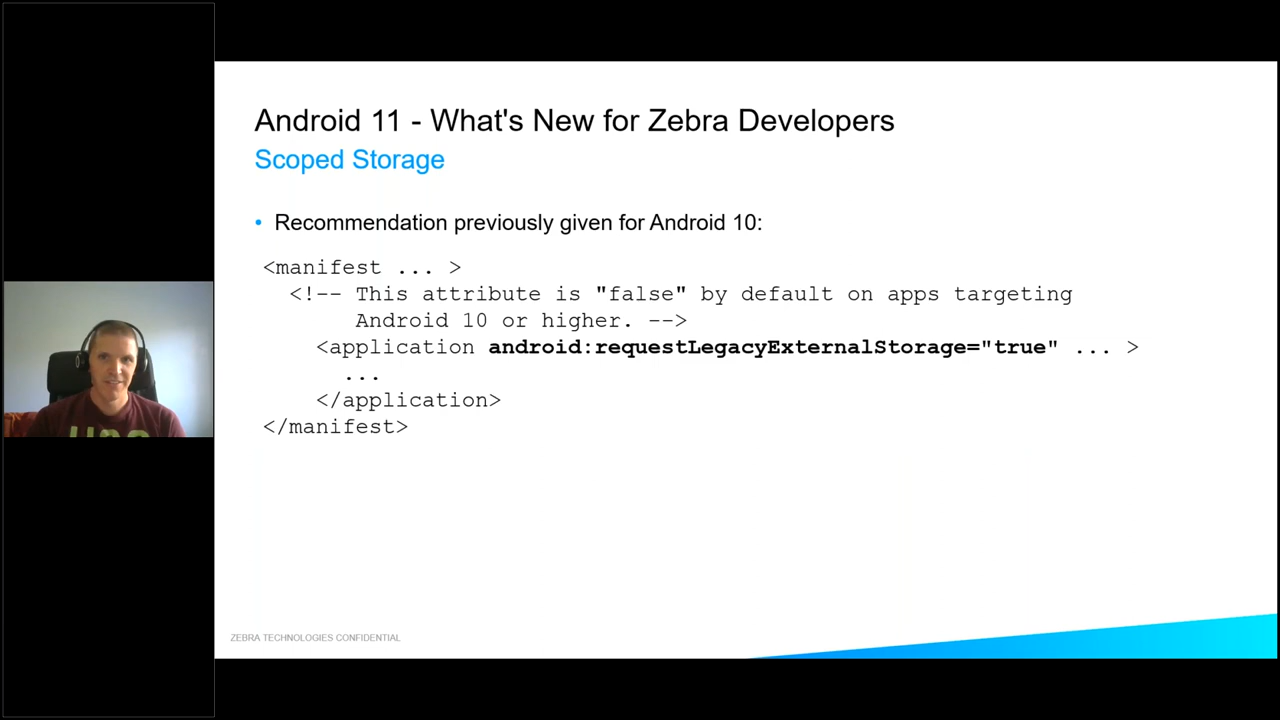 Android 11 - What's New for Zebra Developers
Scoped Storage
• Recommendation previously given for Android 10:
<manifest ... >
<!-- This attribute is "false" by default on apps targeting
Android 10 or higher. -->
<application android:requestLegacyExternalStorage="true" ... >
...
</application>
</manifest>
ZEBRA TECHNOLOGIES CONFIDENTIAL